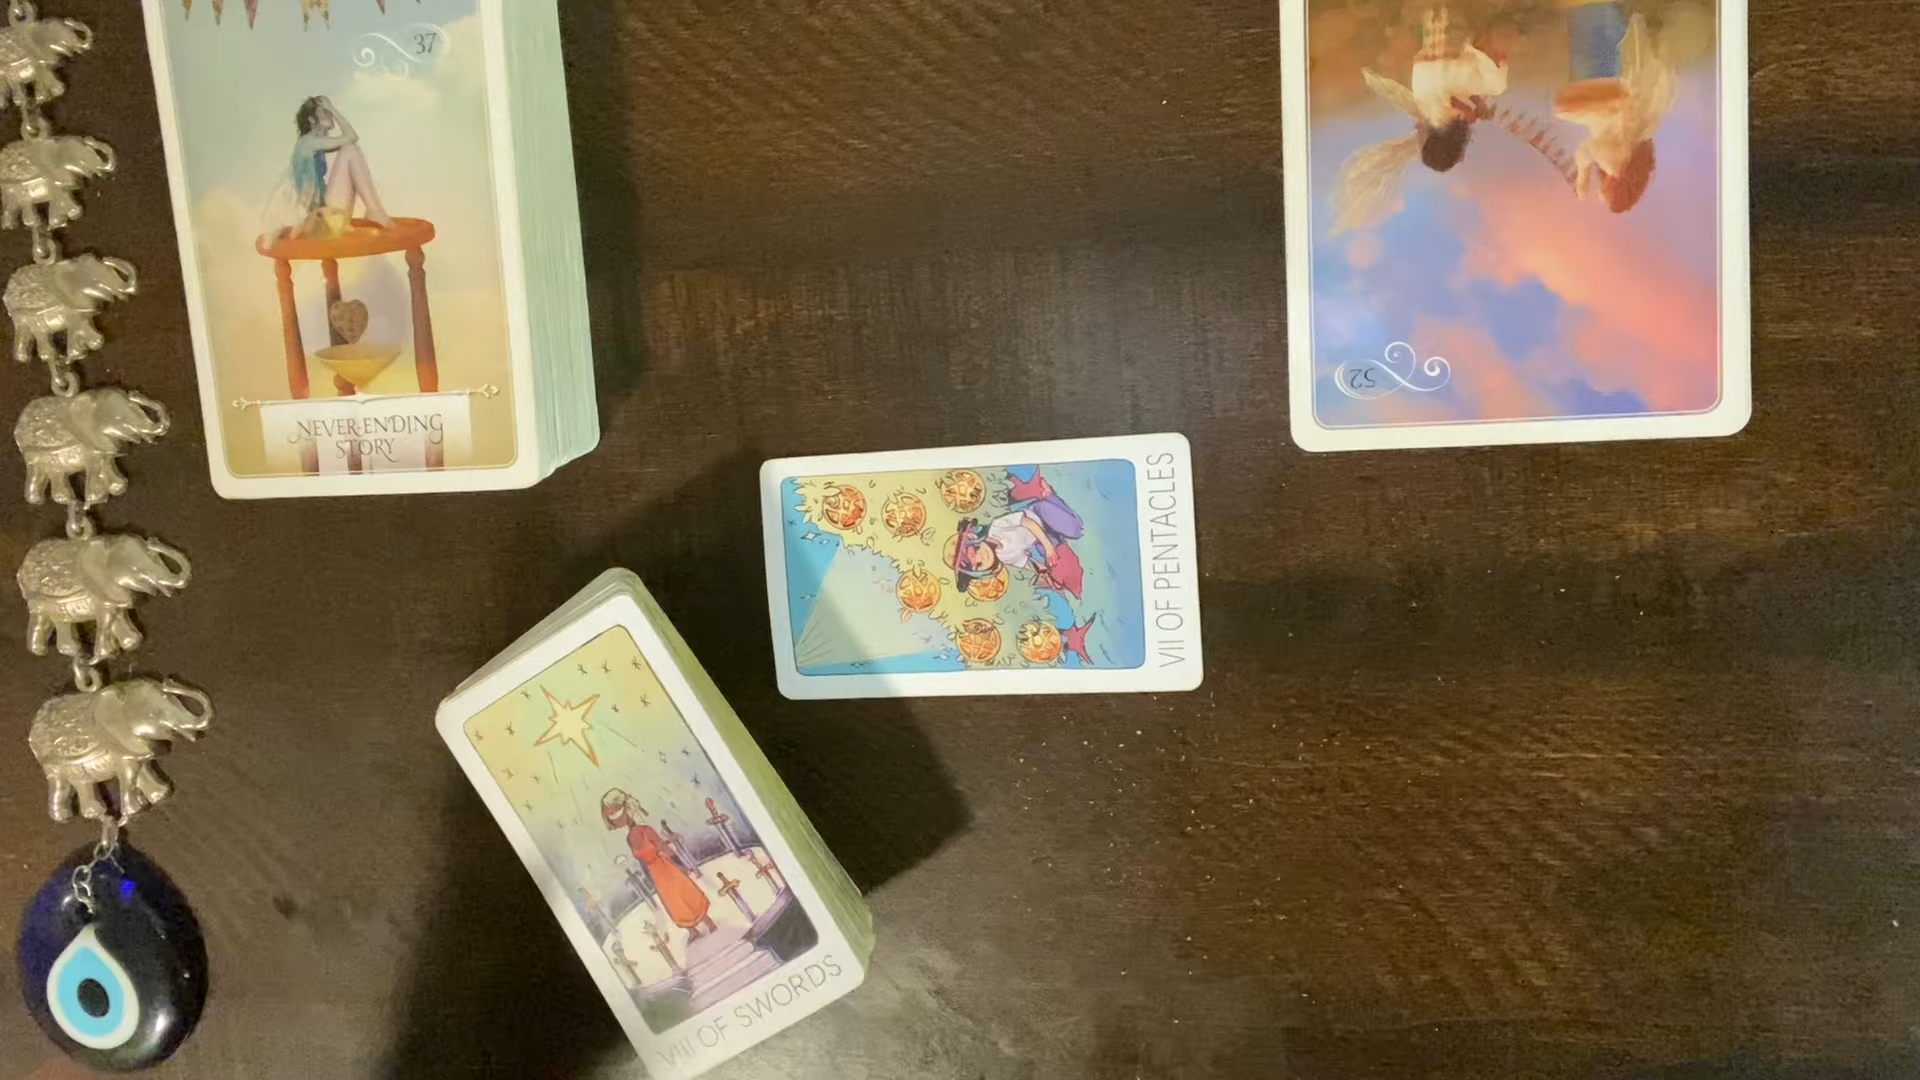 37
NEVER-ENDING
STORY
52
VII OF PENTACLES
VIII OF SWORDS